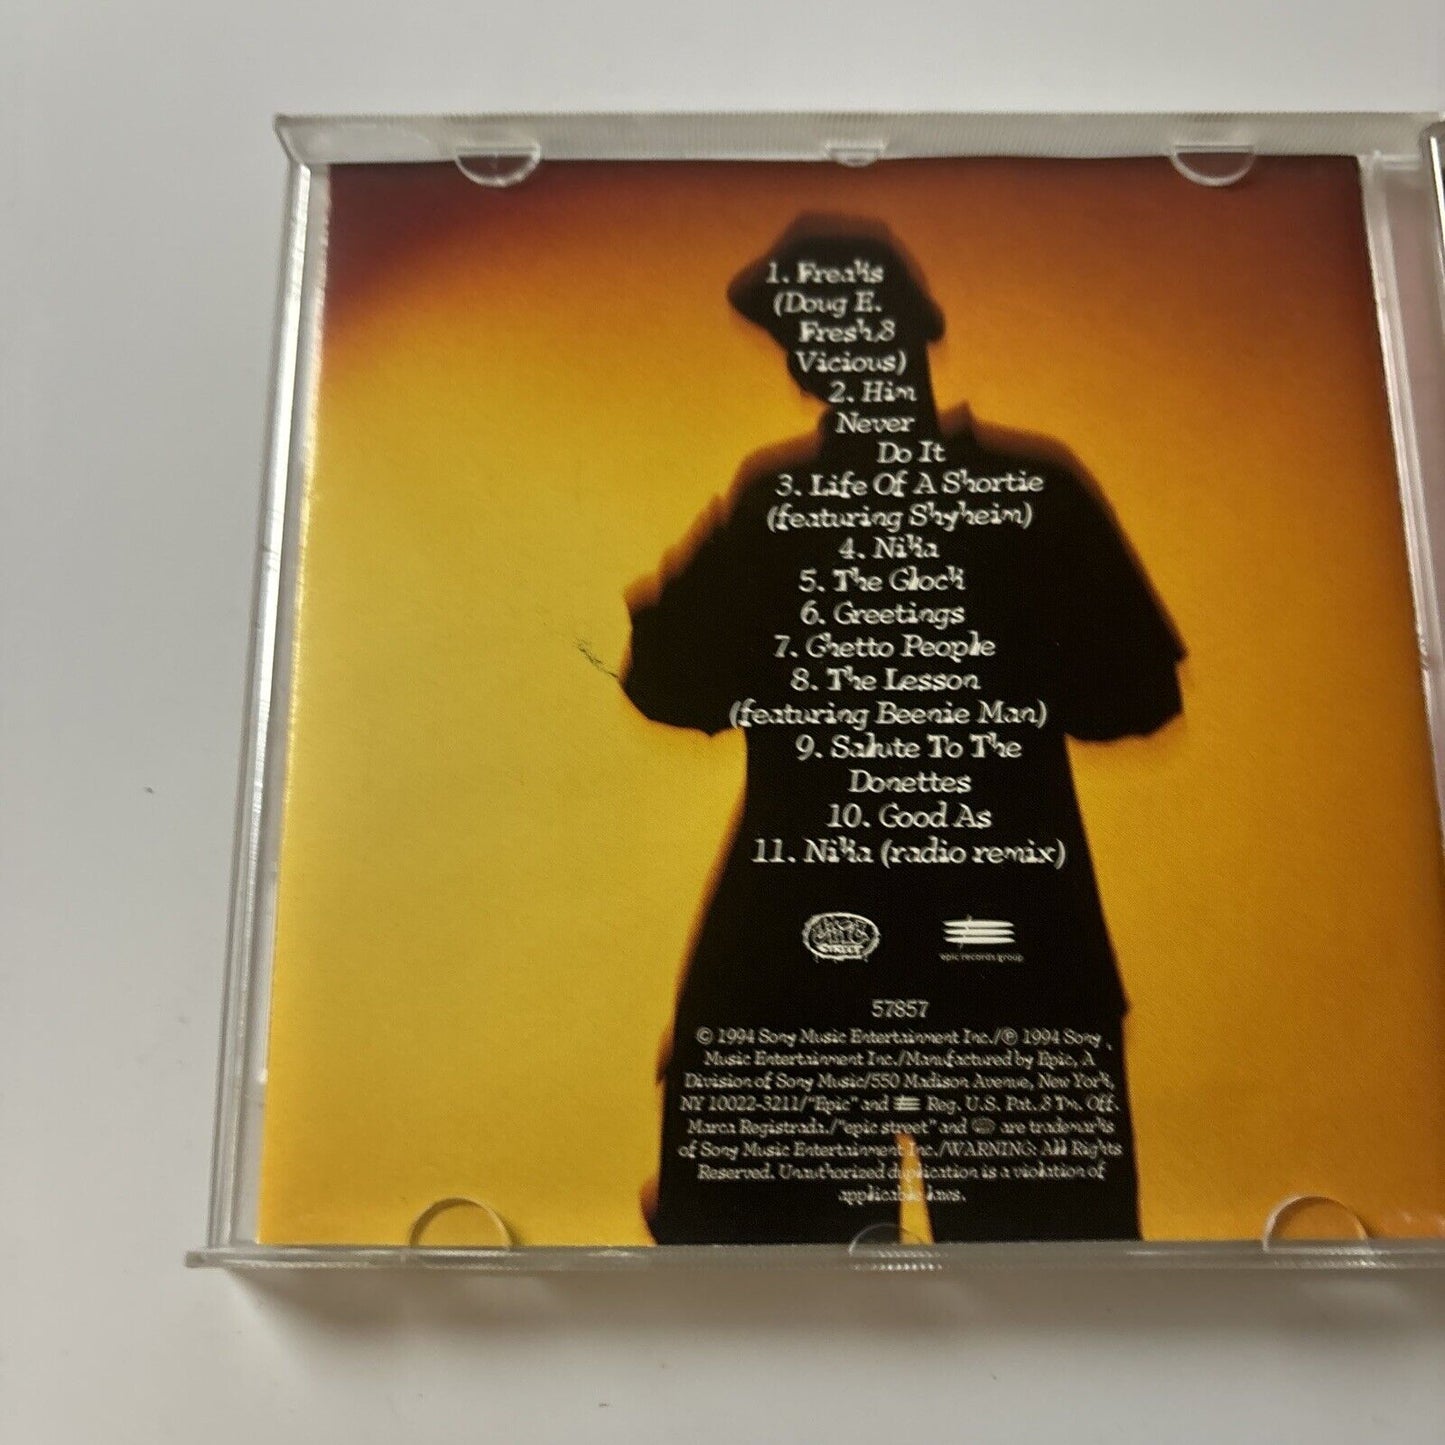 1. Freaks
(Doug E.
Fresh &
Vicious)
2. Him
Never
Do It
3. Life Of A Shortie
(featuring Shyheim)
4. Nika
5. The Glock
6. Greetings
7. Ghetto People
8. The Lesson
(featuring Beenie Man)
9. Salute To The
Donettes
10. Good As
11. Nika (radio remix)
epic
street
epic records group
57857
© 1994 Sony Music Entertainment Inc./℗ 1994 Sony
Music Entertainment Inc./Manufactured by Epic, A
Division of Sony Music/550 Madison Avenue, New York,
NY 10022-3211/"Epic" and Reg. U.S. Pat. & Tm. Off.
Marca Registrada./"epic street" and are trademarks
of Sony Music Entertainment Inc./WARNING: All Rights
Reserved. Unauthorized duplication is a violation of
applicable laws.